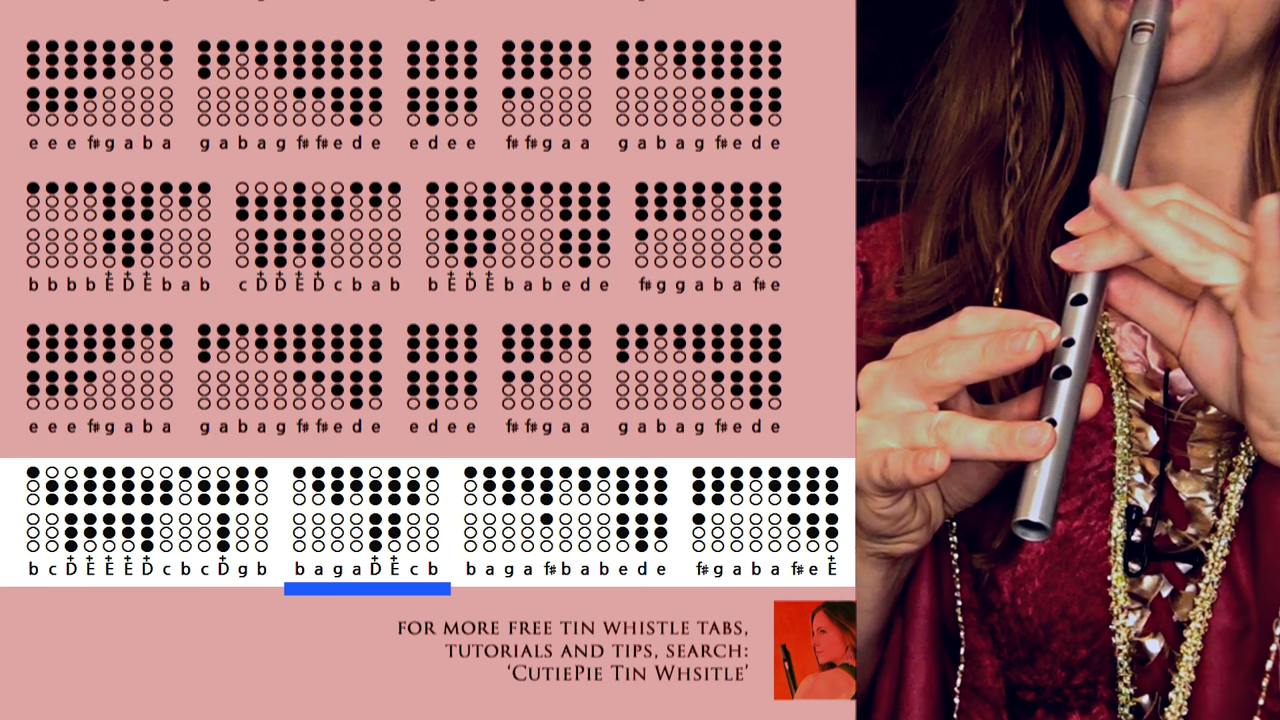 e e e f# g a b a g a b a g f# f# e d e e d e e f# f# g a a g a b a g f# e d e
b b b b E D E b a b c D D E D c b a b b E D E b a b e d e f# g g a b a f# e
e e e f# g a b a g a b a g f# f# e d e e d e e f# f# g a a g a b a g f# e d e
b c D E E E D c b c D g b b a g a D E c b b a g a f# b a b e d e f# g a b a f# e E
FOR MORE FREE TIN WHISTLE TABS,
TUTORIALS AND TIPS, SEARCH:
‘CUTIEPIE TIN WHSITLE’